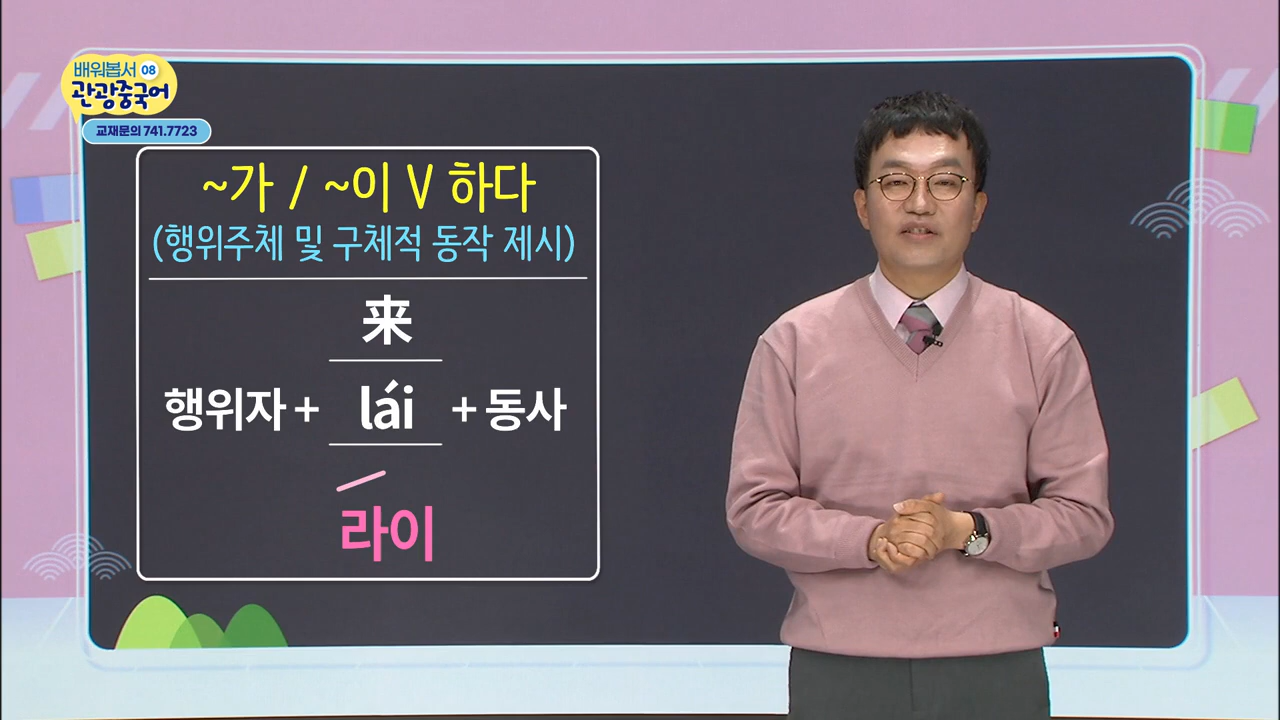 배워봅서 08
관광중국어
교재문의 741.7723
~가 / ~이 V 하다
(행위주체 및 구체적 동작 제시)
来
행위자 + lái + 동사
라이